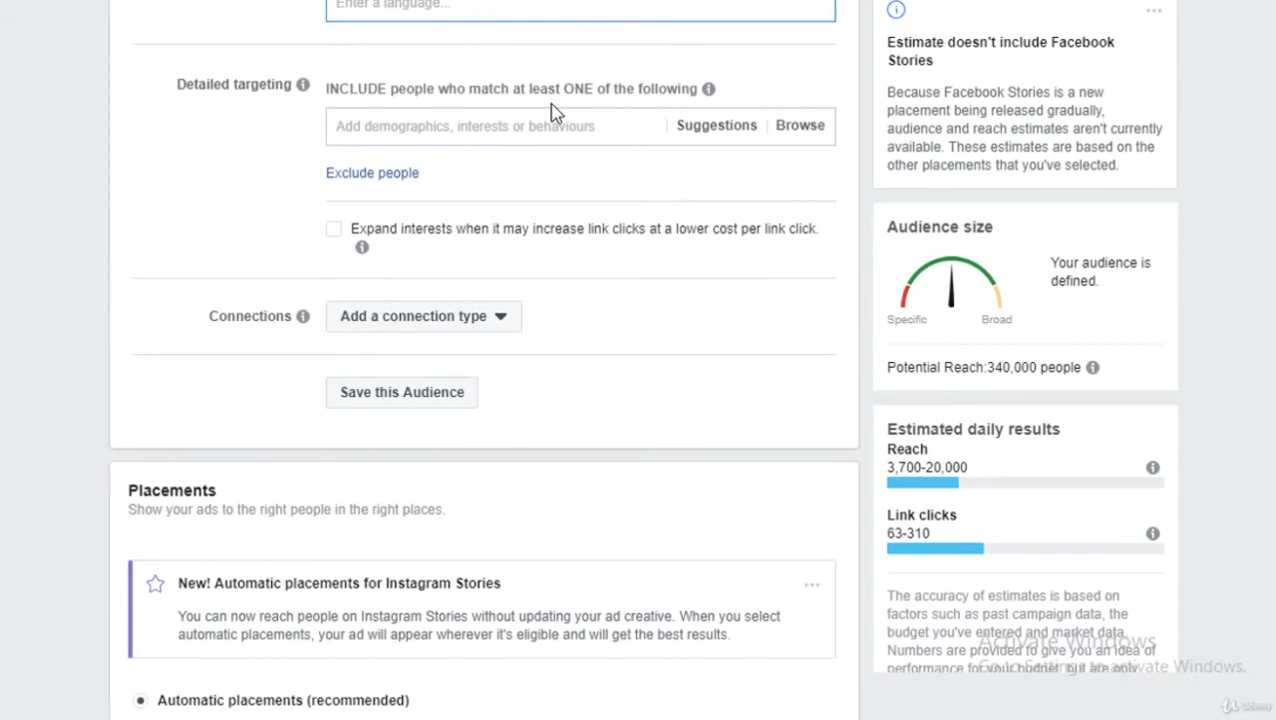 Enter a language...
Detailed targeting
INCLUDE people who match at least ONE of the following
Add demographics, interests or behaviours
Suggestions
Browse
Exclude people
Expand interests when it may increase link clicks at a lower cost per link click.
Connections
Add a connection type
Save this Audience
Placements
Show your ads to the right people in the right places.
New! Automatic placements for Instagram Stories
You can now reach people on Instagram Stories without updating your ad creative. When you select
automatic placements, your ad will appear wherever it's eligible and will get the best results.
Automatic placements (recommended)
Estimate doesn't include Facebook
Stories
Because Facebook Stories is a new
placement being released gradually,
audience and reach estimates aren't currently
available. These estimates are based on the
other placements that you've selected.
Audience size
Your audience is
defined.
Specific
Broad
Potential Reach:340,000 people
Estimated daily results
Reach
3,700-20,000
Link clicks
63-310
The accuracy of estimates is based on
factors such as past campaign data, the
budget you've entered and market data.
Numbers are provided to give you an idea of
performance for your budget, but are only
Activate Windows
Go to Settings to activate Windows.
Udemy